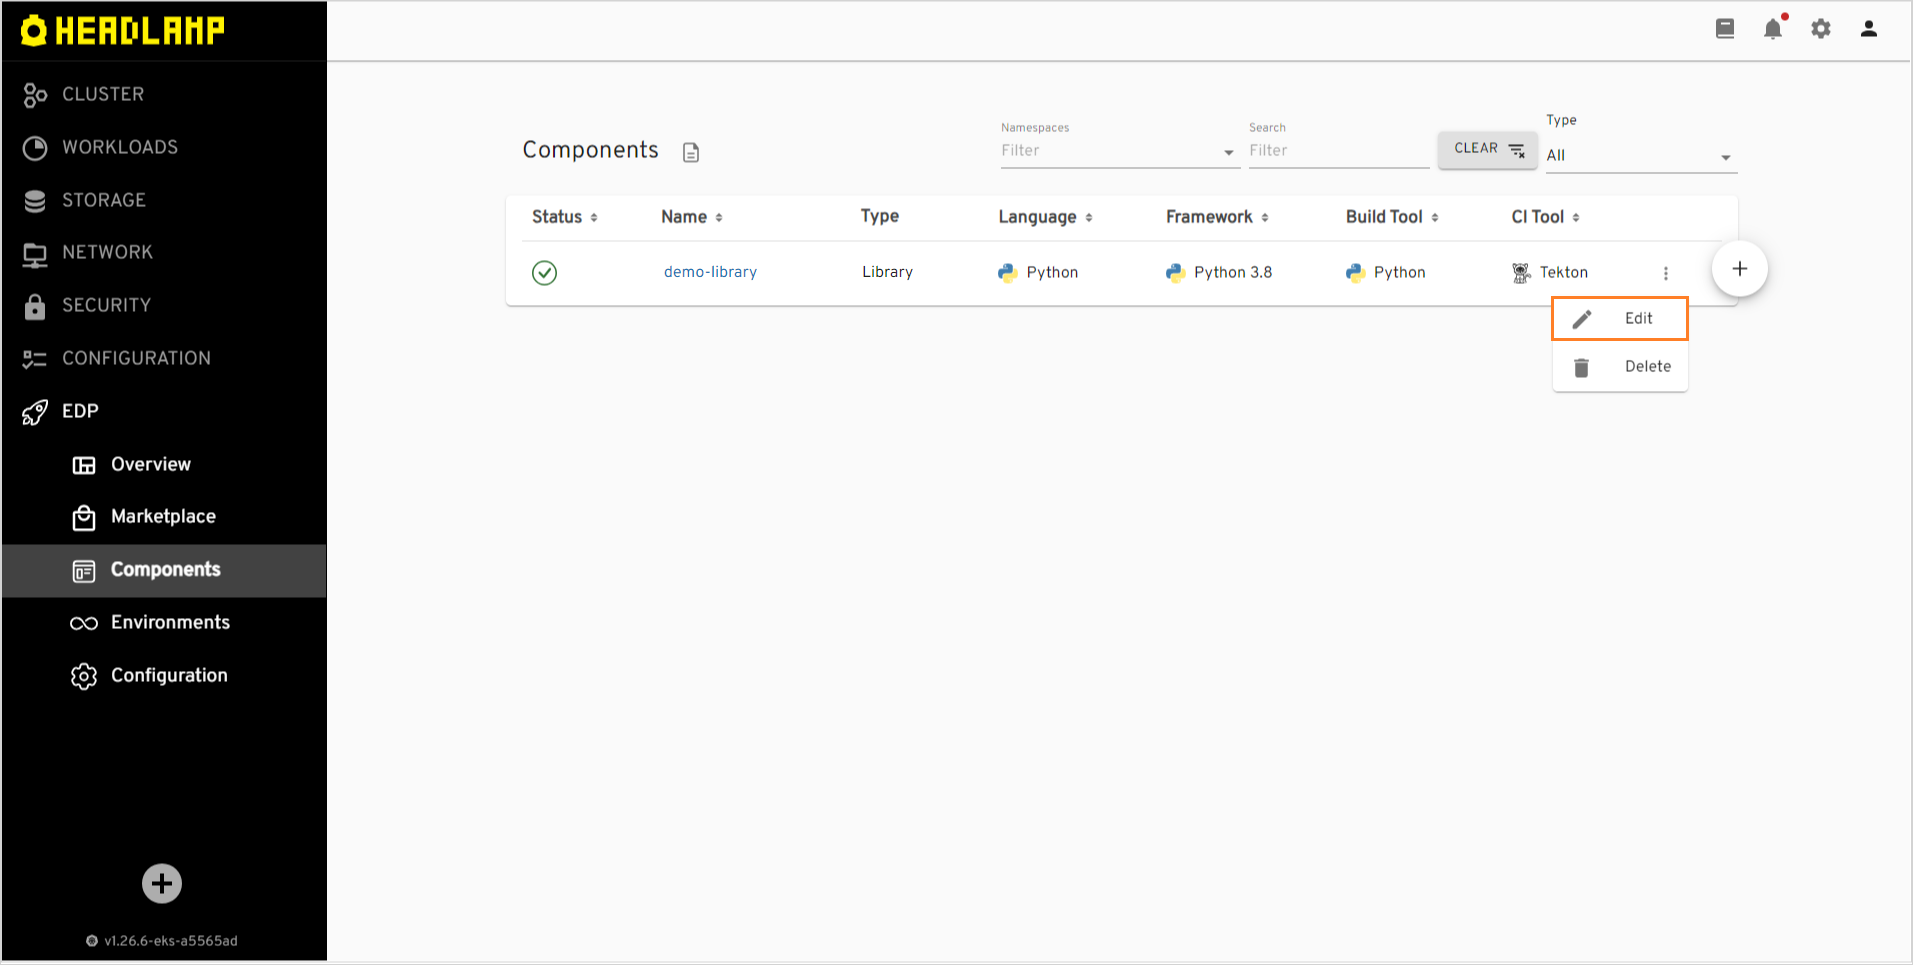 HEADLAMP
CLUSTER
WORKLOADS
STORAGE
NETWORK
SECURITY
CONFIGURATION
EDP
Overview
Marketplace
Components
Environments
Configuration
v1.26.6-eks-a5565ad
Components
Namespaces
Filter
Search
Filter
CLEAR
Type
All
Status Name Type Language Framework Build Tool CI Tool
demo-library Library Python Python 3.8 Python Tekton
Edit
Delete